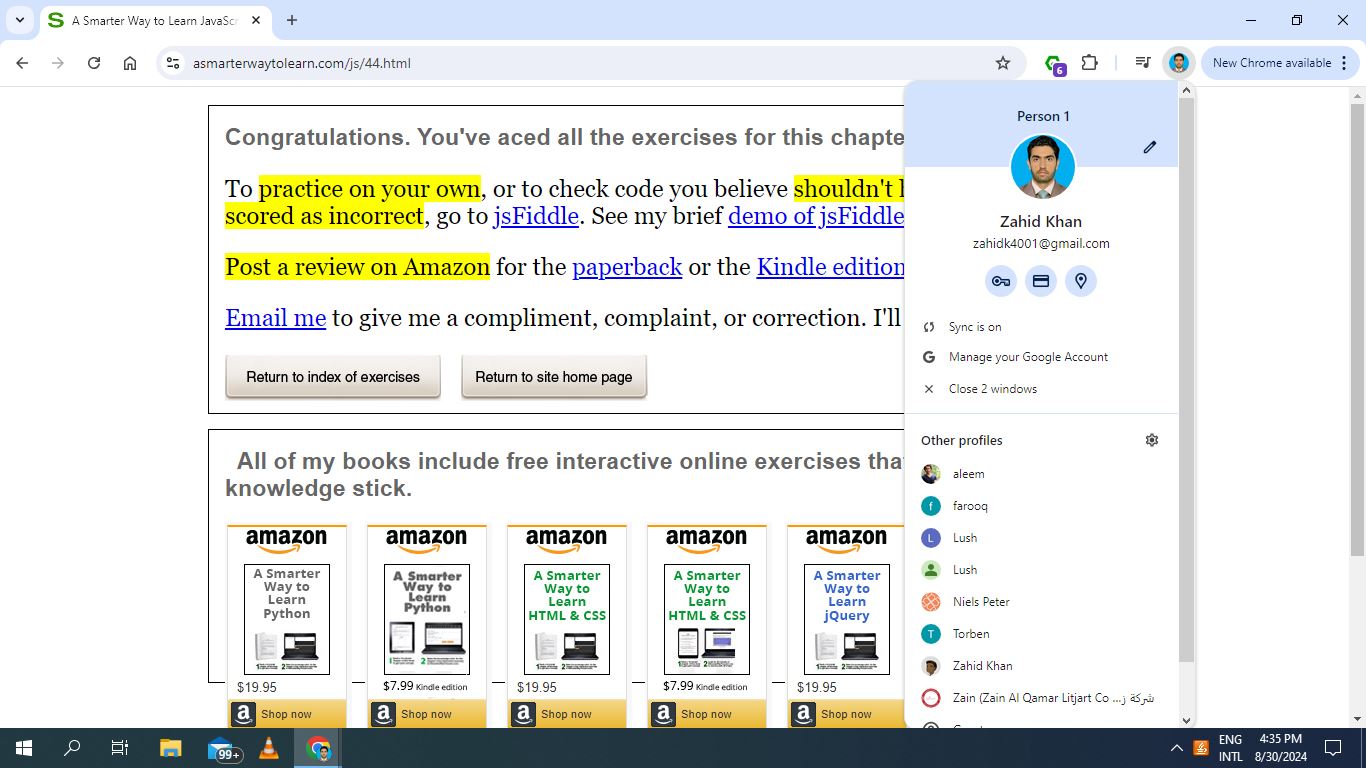 A Smarter Way to Learn JavaScr
asmarterwaytolearn.com/js/44.html
6
New Chrome available
Congratulations. You've aced all the exercises for this chapte
To practice on your own, or to check code you believe shouldn't
scored as incorrect, go to jsFiddle. See my brief demo of jsFiddle
Post a review on Amazon for the paperback or the Kindle edition
Email me to give me a compliment, complaint, or correction. I'll
Return to index of exercises
Return to site home page
All of my books include free interactive online exercises tha
knowledge stick.
amazon
A Smarter
Way to
Learn
Python
$19.95
Shop now
amazon
A Smarter
Way to
Learn
Python
$7.99 Kindle edition
Shop now
amazon
A Smarter
Way to
Learn
HTML & CSS
$19.95
Shop now
amazon
A Smarter
Way to
Learn
HTML & CSS
$7.99 Kindle edition
Shop now
amazon
A Smarter
Way to
Learn
jQuery
$19.95
Shop now
Person 1
Zahid Khan
zahidk4001@gmail.com
Sync is on
Manage your Google Account
Close 2 windows
Other profiles
aleem
f
farooq
L
Lush
Lush
Niels Peter
T
Torben
Zahid Khan
Zain (Zain Al Qamar Litjart Co ...شركة ز
99+
ENG
INTL
4:35 PM
8/30/2024